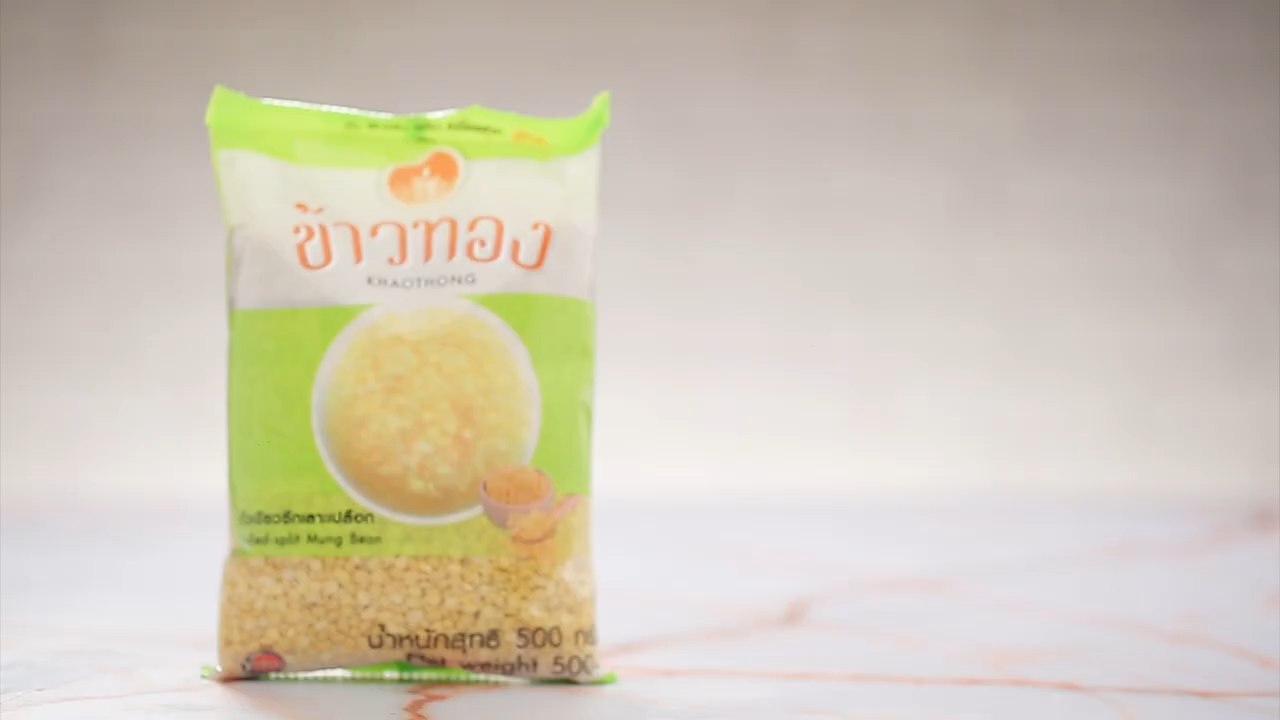 ข้าวทอง
KHAOTHONG
ถั่วเขียวซีกเลาะเปลือก
split Mung Bean
น้ำหนักสุทธิ 500
Net weight 500